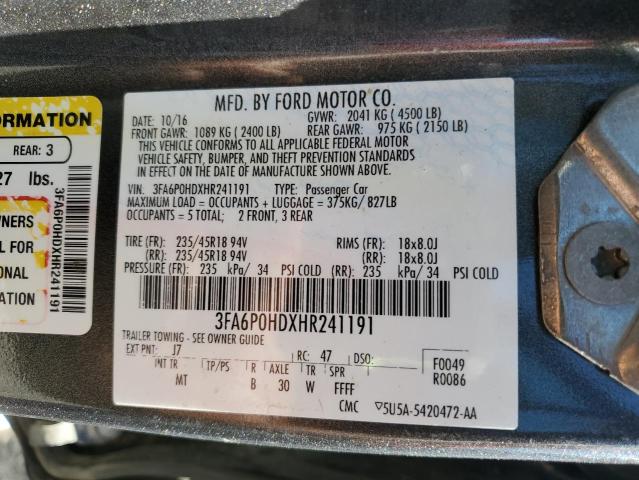 MFD. BY FORD MOTOR CO.
DATE: 10/16 GVWR: 2041 KG ( 4500 LB)
FRONT GAWR: 1089 KG ( 2400 LB) REAR GAWR: 975 KG ( 2150 LB)
THIS VEHICLE CONFORMS TO ALL APPLICABLE FEDERAL MOTOR
VEHICLE SAFETY, BUMPER, AND THEFT PREVENTION STANDARDS
IN EFFECT ON THE DATE OF MANUFACTURE SHOWN ABOVE.
VIN: 3FA6P0HDXHR241191 TYPE: Passenger Car
MAXIMUM LOAD = OCCUPANTS + LUGGAGE = 375KG/ 827LB
OCCUPANTS = 5 TOTAL; 2 FRONT, 3 REAR
TIRE (FR): 235/45R18 94V RIMS (FR): 18x8.0J
(RR): 235/45R18 94V (RR): 18x8.0J
PRESSURE (FR): 235 kPa/ 34 PSI COLD (RR): 235 kPa/ 34 PSI COLD
3FA6P0HDXHR241191
TRAILER TOWING - SEE OWNER GUIDE
EXT PNT: J7 RC: 47 DSO: F0049
INT TR TP/PS R AXLE TR SPR R0086
MT B 30 W FFFF
CMC ▽5U5A-5420472-AA
ORMATION
REAR: 3
27 lbs.
WNERS
L FOR
IONAL
ON
3FA6P0HDXHR241191